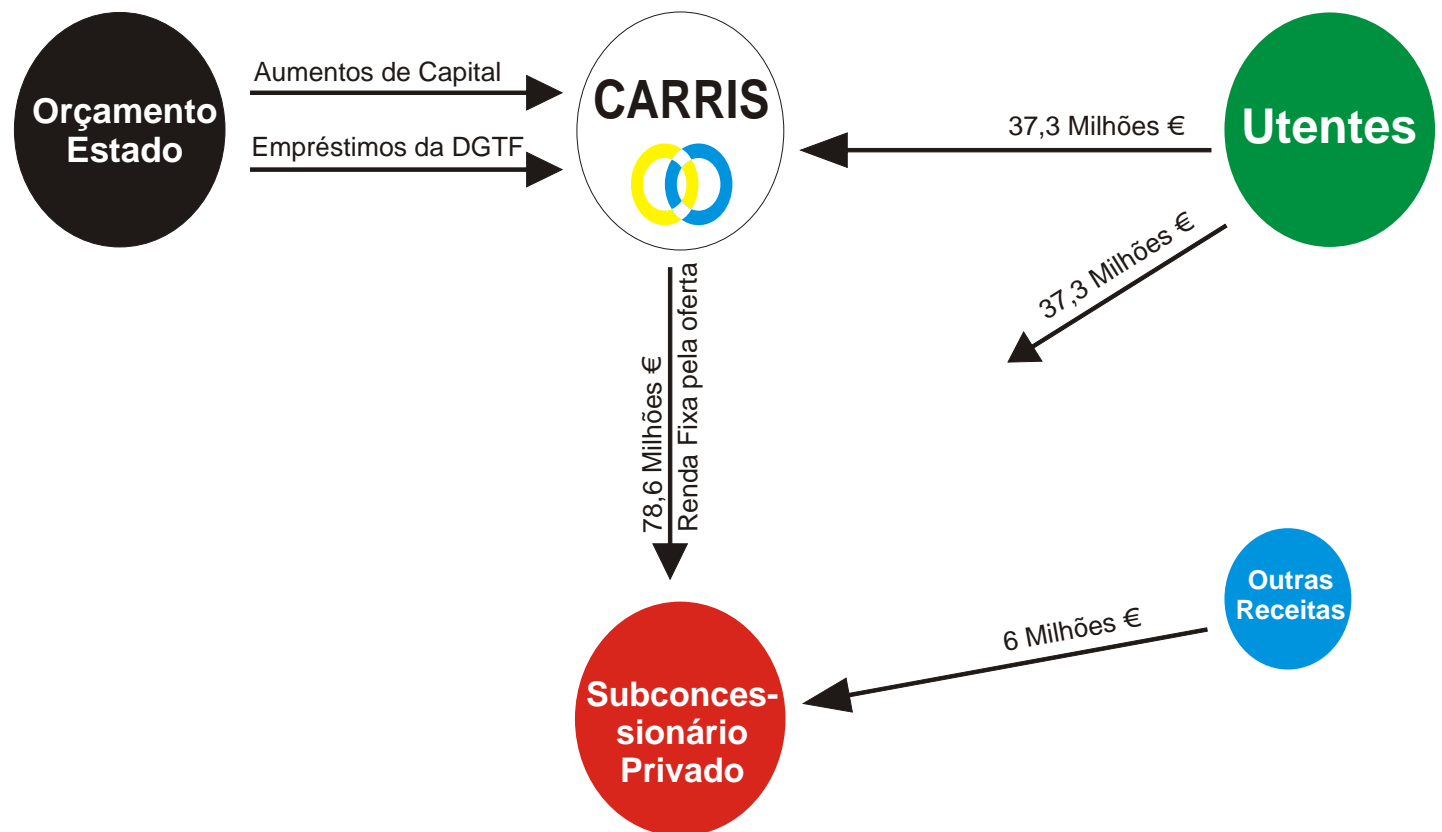 Orçamento
Estado
Aumentos de Capital
Empréstimos da DGTF
CARRIS
37,3 Milhões €
Utentes
37,3 Milhões €
78,6 Milhões €
Renda Fixa pela oferta
Outras
Receitas
6 Milhões €
Subconces-
sionário
Privado